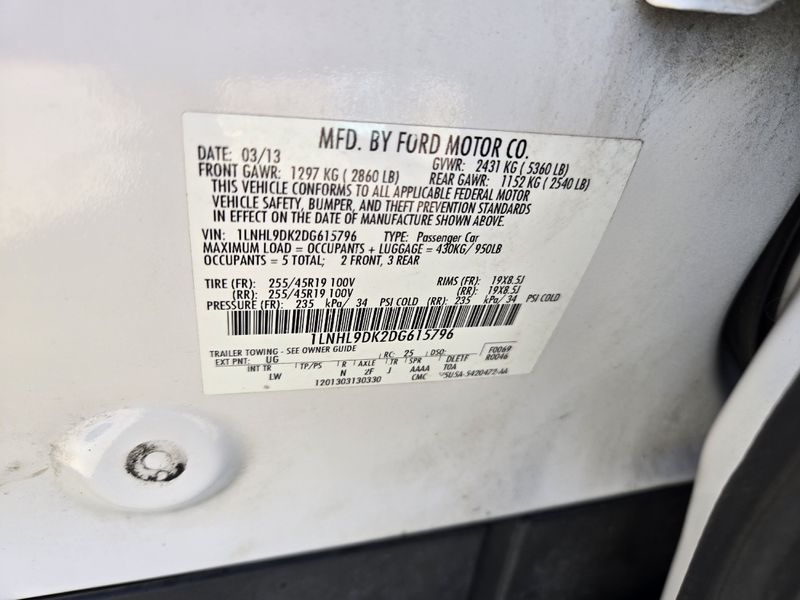 MFD. BY FORD MOTOR CO.
DATE: 03/13 GVWR: 2431 KG ( 5360 LB)
FRONT GAWR: 1297 KG ( 2860 LB) REAR GAWR: 1152 KG ( 2540 LB)
THIS VEHICLE CONFORMS TO ALL APPLICABLE FEDERAL MOTOR
VEHICLE SAFETY, BUMPER, AND THEFT PREVENTION STANDARDS
IN EFFECT ON THE DATE OF MANUFACTURE SHOWN ABOVE.
VIN: 1LNHL9DK2DG615796 TYPE: Passenger Car
MAXIMUM LOAD = OCCUPANTS + LUGGAGE = 430KG/ 950LB
OCCUPANTS = 5 TOTAL; 2 FRONT, 3 REAR
TIRE (FR): 255/45R19 100V RIMS (FR): 19X8.5J
(RR): 255/45R19 100V (RR): 19X8.5J
PRESSURE (FR): 235 kPa/ 34 PSI COLD (RR): 235 kPa/ 34 PSI COLD
1LNHL9DK2DG615796
TRAILER TOWING - SEE OWNER GUIDE F0069
EXT PNT: UG RC: 25 DSO: R0046
INT TR TP/PS R AXLE TR SPR DLETF TOA
LW N 2F J AAAA
1201303130330 CMC 5U5A-5420472-AA